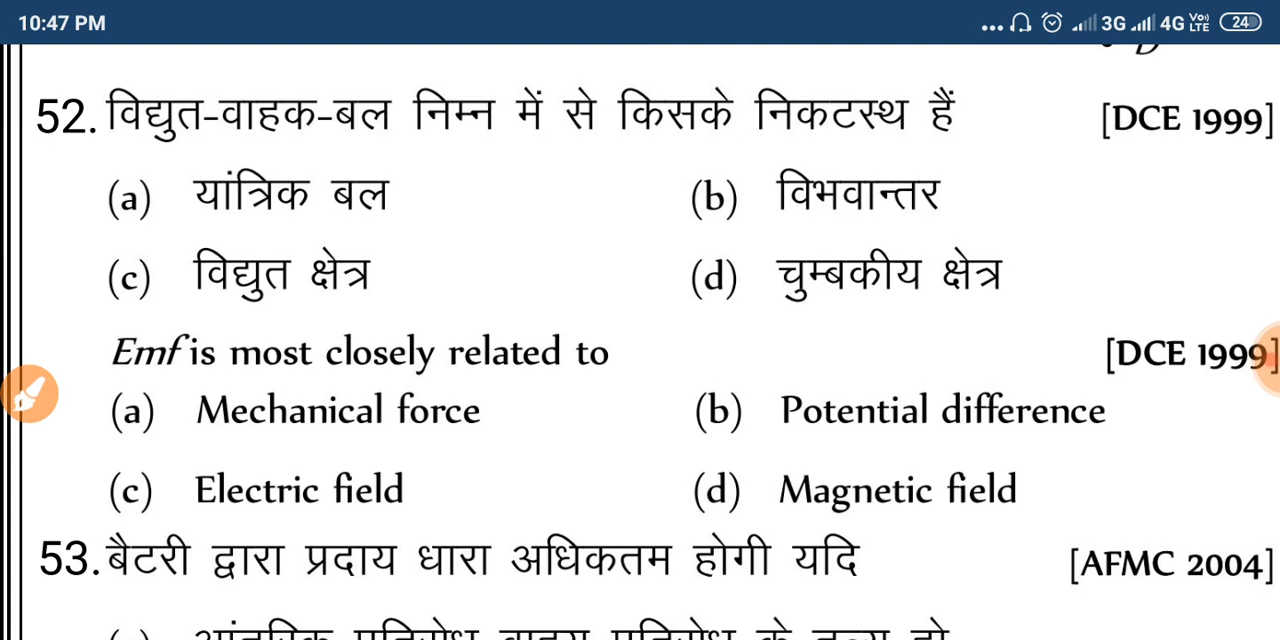 10:47 PM ... 3G 4G VoLTE 24
52. विद्युत-वाहक-बल निम्न में से किसके निकटस्थ हैं [DCE 1999]
(a) यांत्रिक बल (b) विभवान्तर
(c) विद्युत क्षेत्र (d) चुम्बकीय क्षेत्र
Emf is most closely related to [DCE 1999]
(a) Mechanical force (b) Potential difference
(c) Electric field (d) Magnetic field
53. बैटरी द्वारा प्रदाय धारा अधिकतम होगी यदि [AFMC 2004]